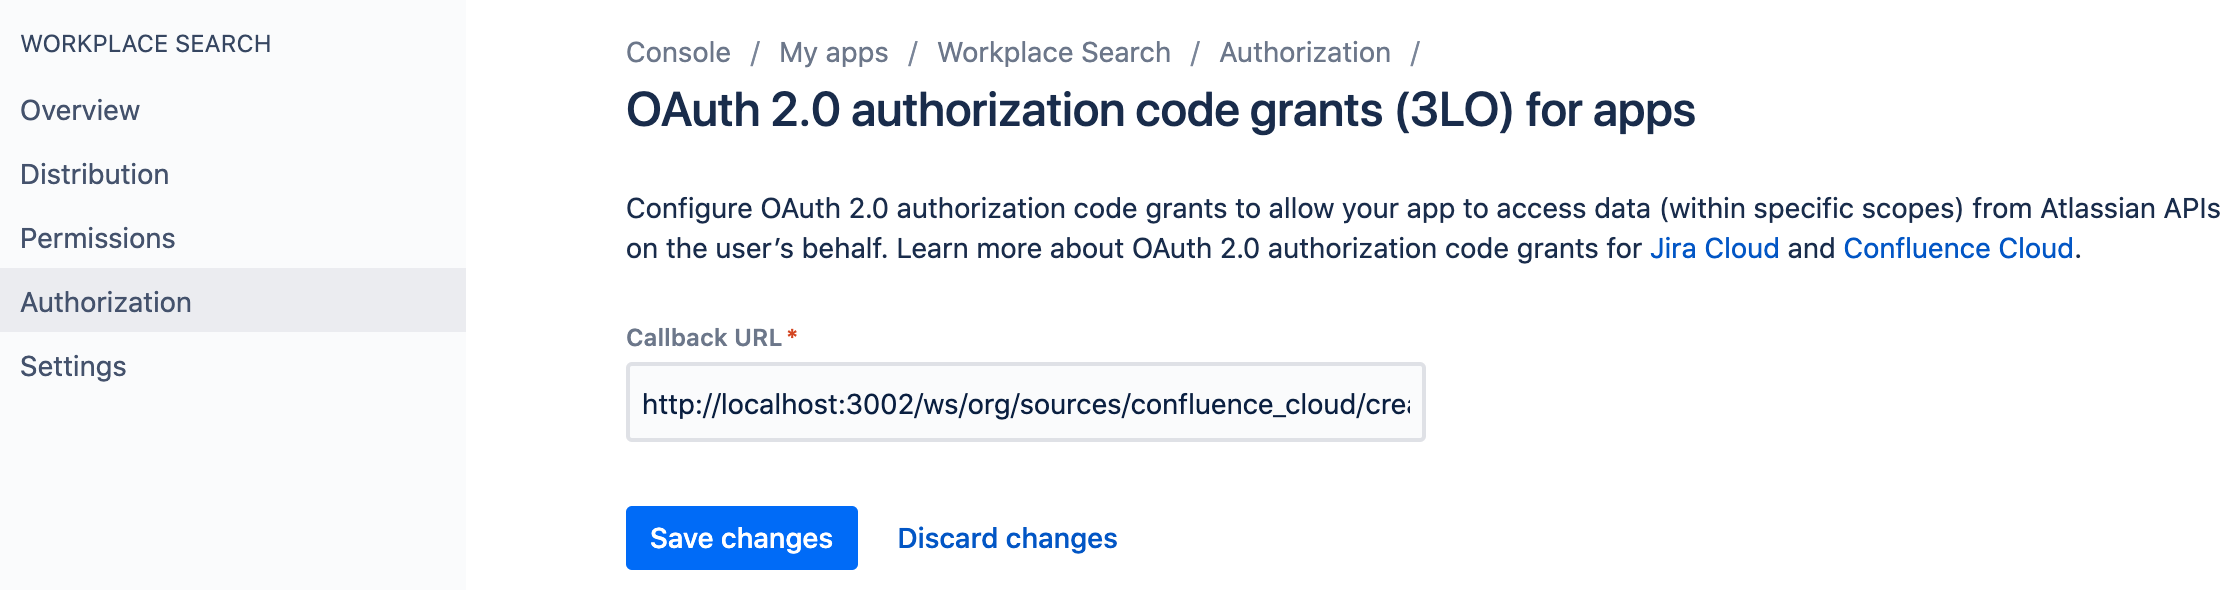 WORKPLACE SEARCH
Overview
Distribution
Permissions
Authorization
Settings
Console / My apps / Workplace Search / Authorization /
OAuth 2.0 authorization code grants (3LO) for apps
Configure OAuth 2.0 authorization code grants to allow your app to access data (within specific scopes) from Atlassian APIs
on the user’s behalf. Learn more about OAuth 2.0 authorization code grants for Jira Cloud and Confluence Cloud.
Callback URL*
http://localhost:3002/ws/org/sources/confluence_cloud/crea
Save changes Discard changes